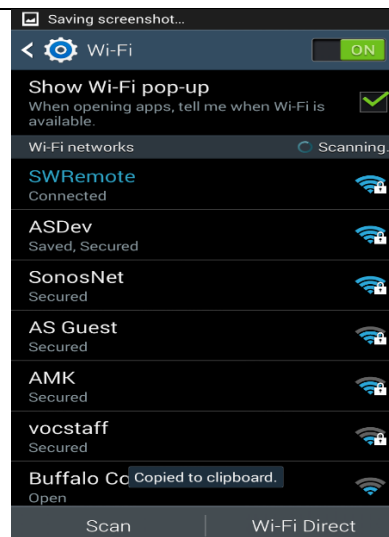 Saving screenshot...
Wi-Fi
ON
Show Wi-Fi pop-up
When opening apps, tell me when Wi-Fi is
available.
Wi-Fi networks
Scanning.
SWRemote
Connected
ASDev
Saved, Secured
SonosNet
Secured
AS Guest
Secured
AMK
Secured
vocstaff
Secured
Buffalo
Copied to clipboard.
Open
Scan
Wi-Fi Direct